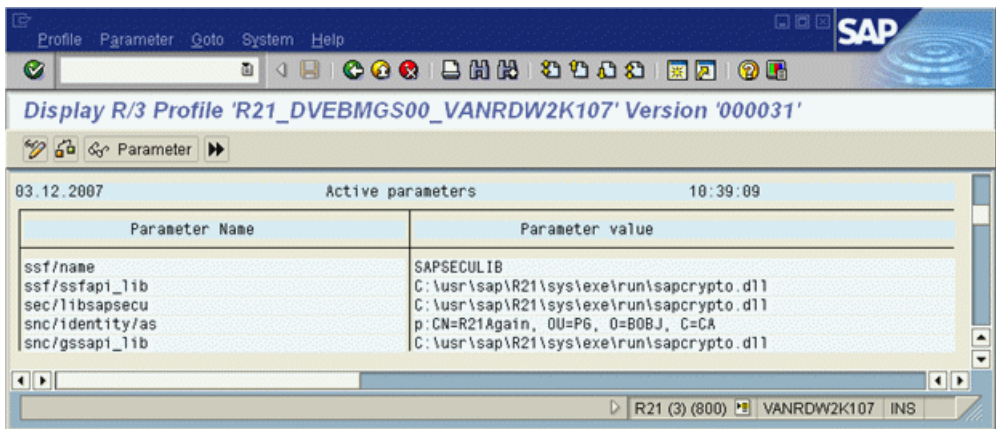 Profile Parameter Goto System Help
SAP
Display R/3 Profile 'R21_DVEBMGS00_VANRDW2K107' Version '000031'
Parameter
03.12.2007 Active parameters 10:39:09
Parameter Name Parameter value
ssf/name SAPSECULIB
ssf/ssfapi_lib C:\usr\sap\R21\sys\exe\run\sapcrypto.dll
sec/libsapsecu C:\usr\sap\R21\sys\exe\run\sapcrypto.dll
snc/identity/as p:CN=R21Again, OU=PG, O=BOBJ, C=CA
snc/gssapi_lib C:\usr\sap\R21\sys\exe\run\sapcrypto.dll
R21 (3) (800) VANRDW2K107 INS